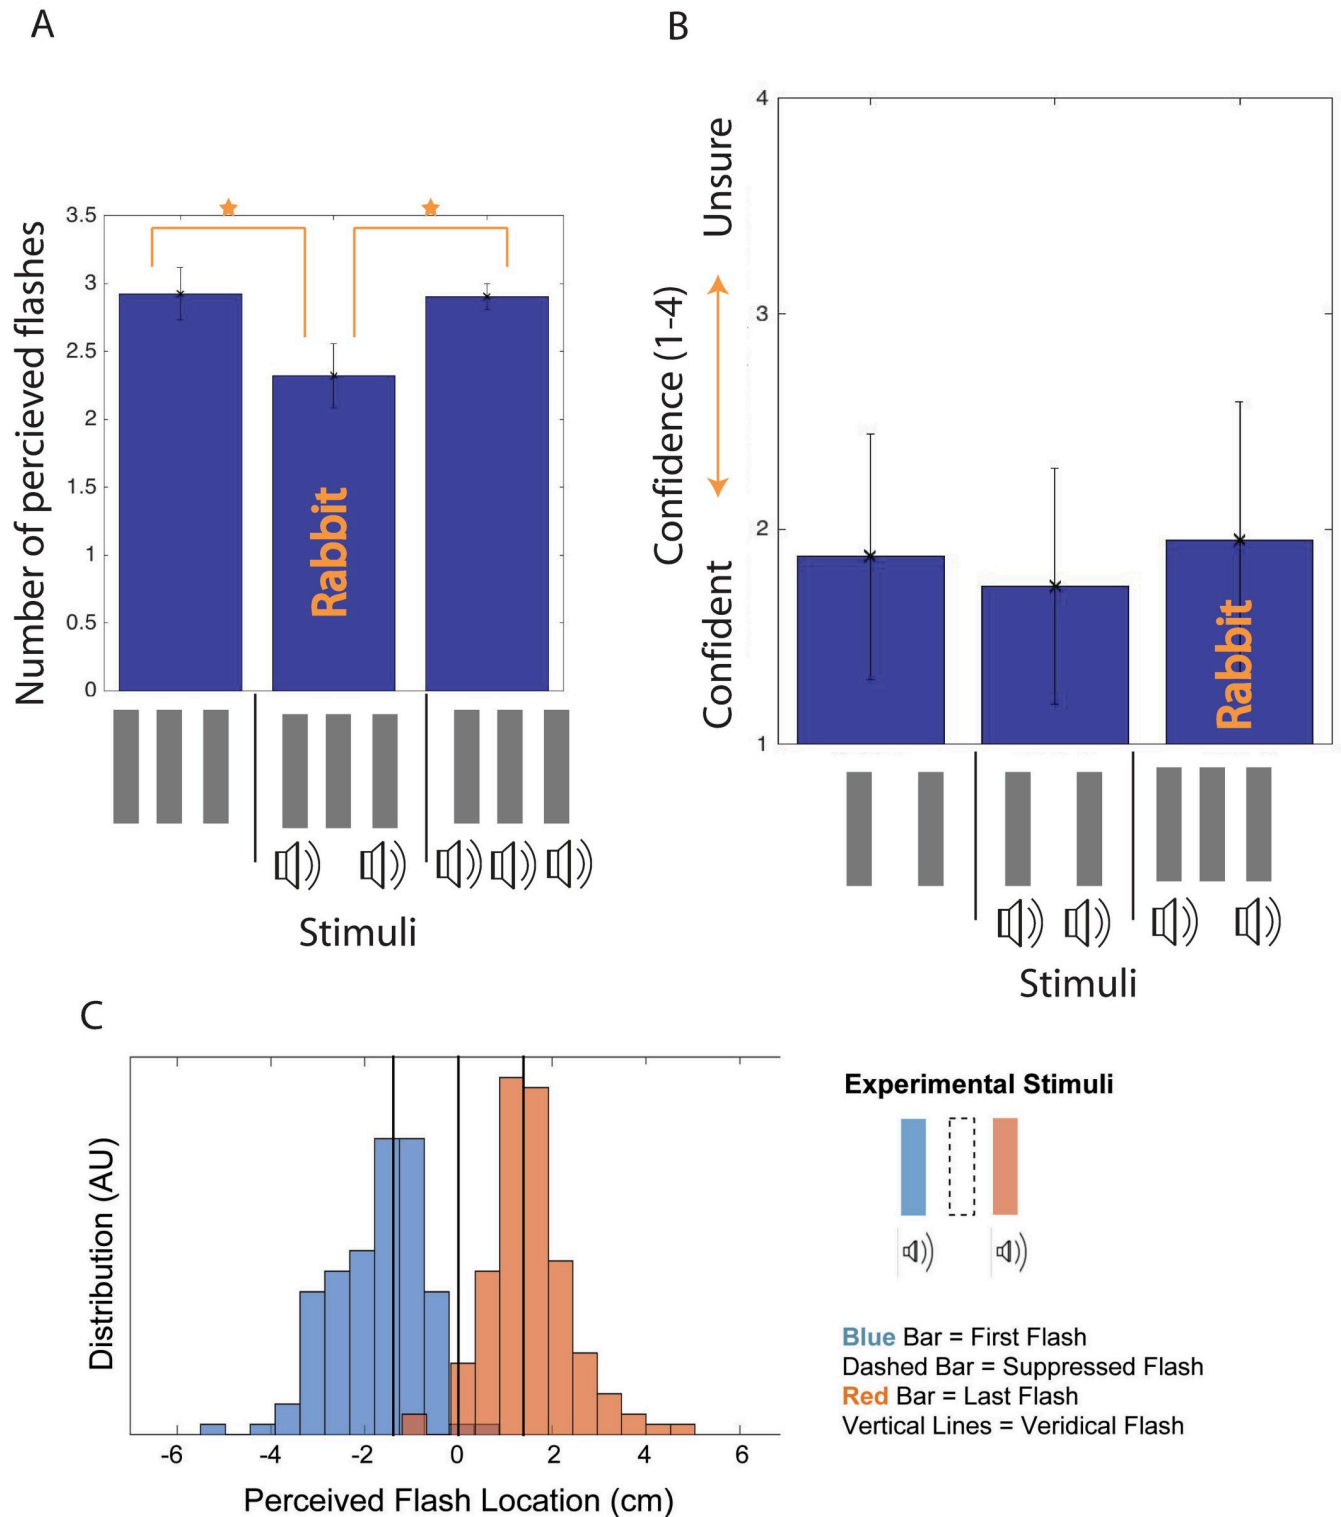 A
Number of percieved flashes
3.5
3
2.5
2
1.5
1
0.5
0
Rabbit
Stimuli
B
Unsure
Confidence (1-4)
Confident
4
3
2
1
Rabbit
Stimuli
C
Distribution (AU)
-6 -4 -2 0 2 4 6
Perceived Flash Location (cm)
Experimental Stimuli
Blue Bar = First Flash
Dashed Bar = Suppressed Flash
Red Bar = Last Flash
Vertical Lines = Veridical Flash